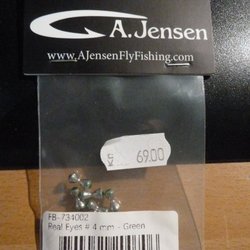 A.Jensen
www.AJensenFlyFishing.com
69.00
FB-734002
Real Eyes # 4 mm - Green